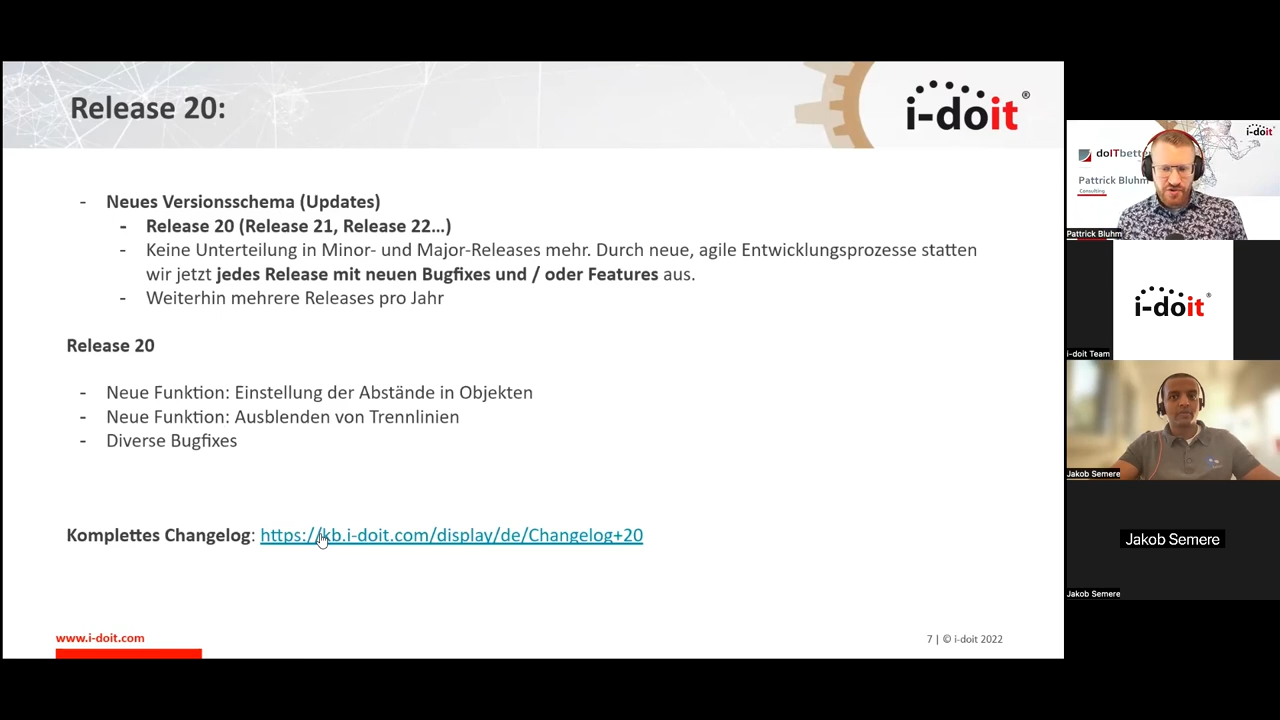 Release 20:
i-doit®
- Neues Versionsschema (Updates)
- Release 20 (Release 21, Release 22...)
- Keine Unterteilung in Minor- und Major-Releases mehr. Durch neue, agile Entwicklungsprozesse statten
wir jetzt jedes Release mit neuen Bugfixes und / oder Features aus.
- Weiterhin mehrere Releases pro Jahr
Release 20
- Neue Funktion: Einstellung der Abstände in Objekten
- Neue Funktion: Ausblenden von Trennlinien
- Diverse Bugfixes
Komplettes Changelog: https://kb.i-doit.com/display/de/Changelog+20
www.i-doit.com
7 | © i-doit 2022
i-doit
doITbette
Pattrick Bluhm
Consulting
Pattrick Bluhm
i-doit®
i-doit Team
Jakob Semere
Jakob Semere
Jakob Semere